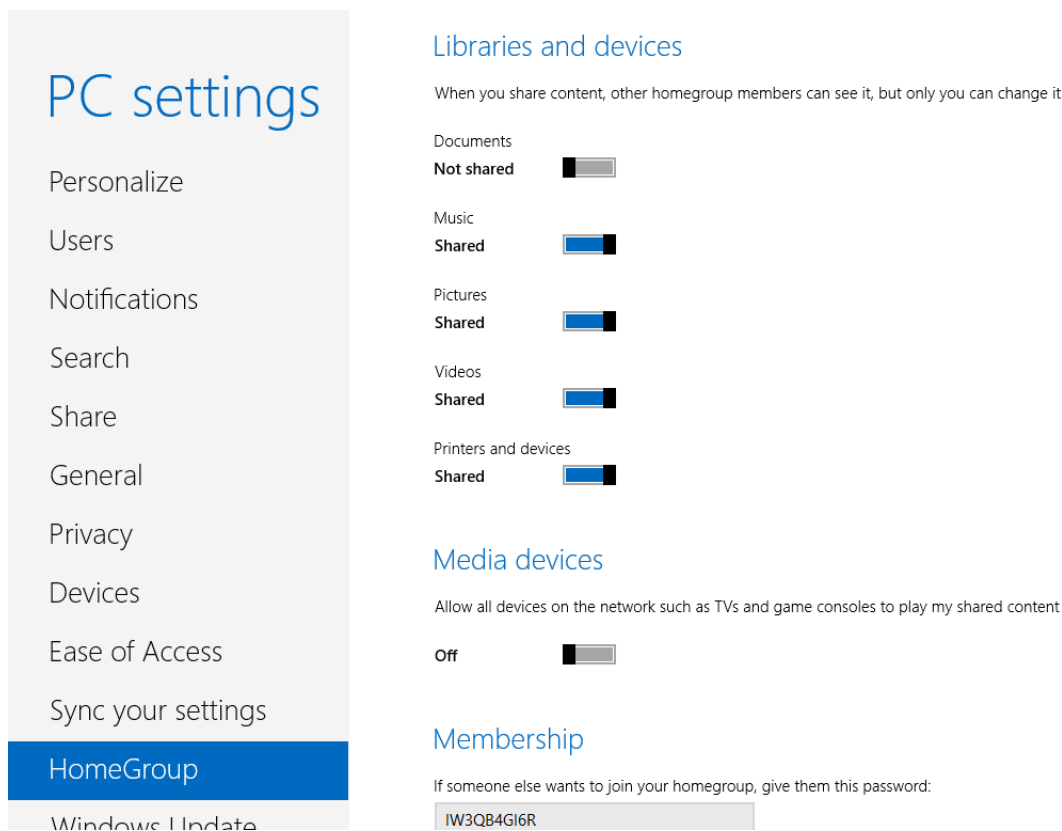 PC settings
Personalize
Users
Notifications
Search
Share
General
Privacy
Devices
Ease of Access
Sync your settings
HomeGroup
Windows Update
Libraries and devices
When you share content, other homegroup members can see it, but only you can change it
Documents
Not shared
Music
Shared
Pictures
Shared
Videos
Shared
Printers and devices
Shared
Media devices
Allow all devices on the network such as TVs and game consoles to play my shared content
Off
Membership
If someone else wants to join your homegroup, give them this password:
IW3QB4GI6R